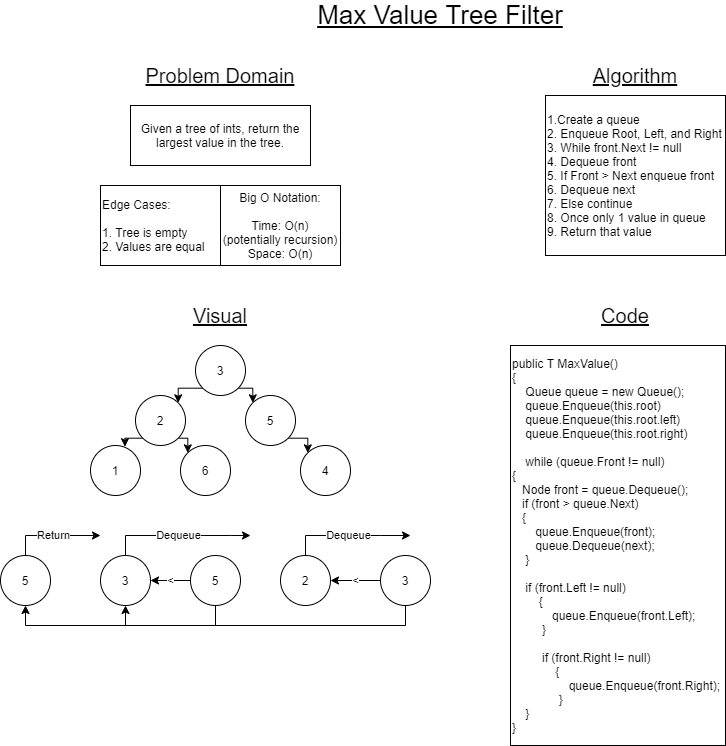 Max Value Tree Filter
Problem Domain
Given a tree of ints, return the
largest value in the tree.
Edge Cases:
1. Tree is empty
2. Values are equal
Big O Notation:
Time: O(n)
(potentially recursion)
Space: O(n)
Algorithm
1.Create a queue
2. Enqueue Root, Left, and Right
3. While front.Next != null
4. Dequeue front
5. If Front > Next enqueue front
6. Dequeue next
7. Else continue
8. Once only 1 value in queue
9. Return that value
Visual
3
2
5
1
6
4
Return
Dequeue
Dequeue
5
3
<
5
2
<
3
Code
public T MaxValue()
{
Queue queue = new Queue();
queue.Enqueue(this.root)
queue.Enqueue(this.root.left)
queue.Enqueue(this.root.right)
while (queue.Front != null)
{
Node front = queue.Dequeue();
if (front > queue.Next)
{
queue.Enqueue(front);
queue.Dequeue(next);
}
if (front.Left != null)
{
queue.Enqueue(front.Left);
}
if (front.Right != null)
{
queue.Enqueue(front.Right);
}
}
}